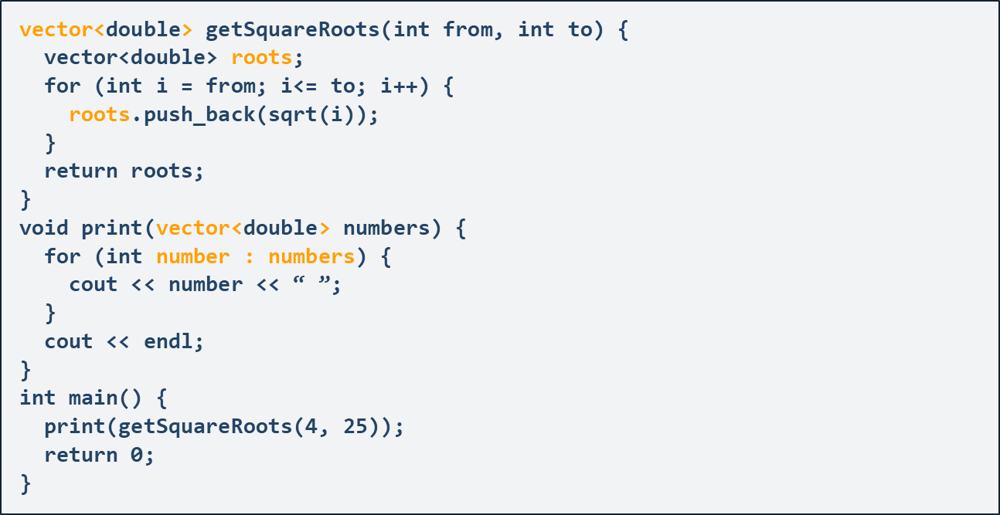 vector<double> getSquareRoots(int from, int to) {
  vector<double> roots;
  for (int i = from; i<= to; i++) {
    roots.push_back(sqrt(i));
  }
  return roots;
}
void print(vector<double> numbers) {
  for (int number : numbers) {
    cout << number << “ ”;
  }
  cout << endl;
}
int main() {
  print(getSquareRoots(4, 25));
  return 0;
}